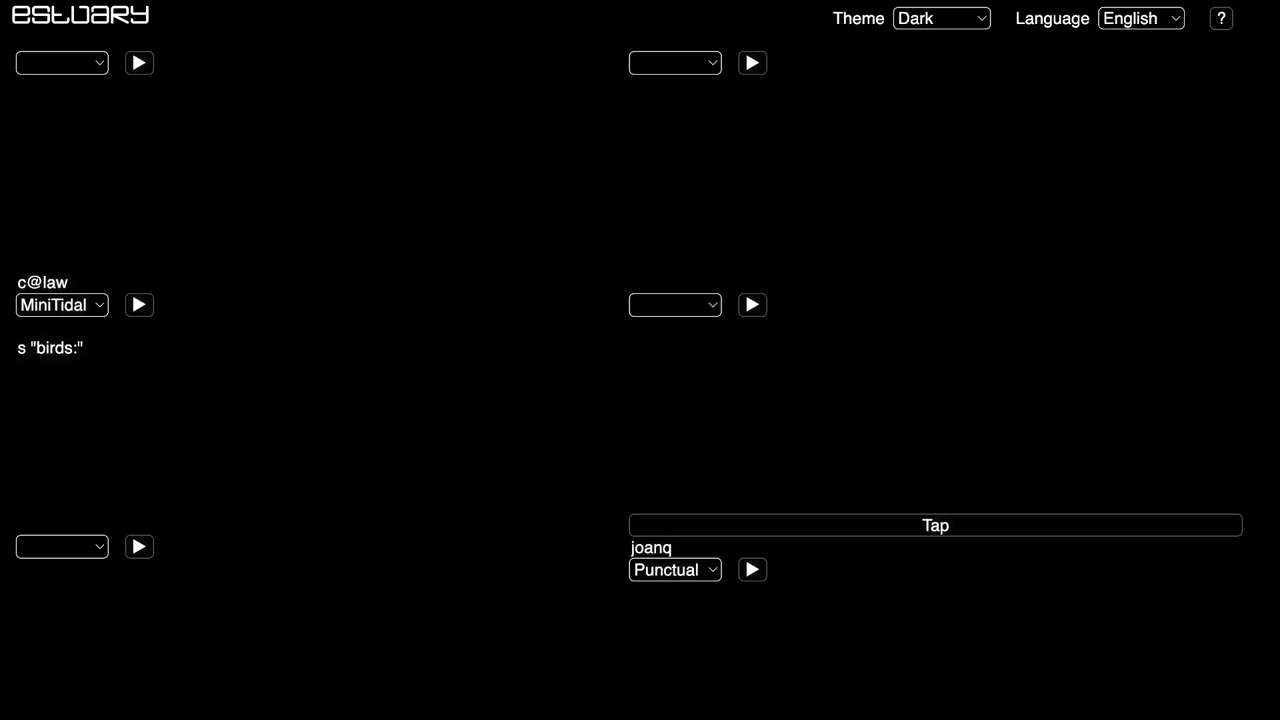 estuary
Theme Dark Language English ?
c@law
MiniTidal
s "birds:"
Tap
joanq
Punctual